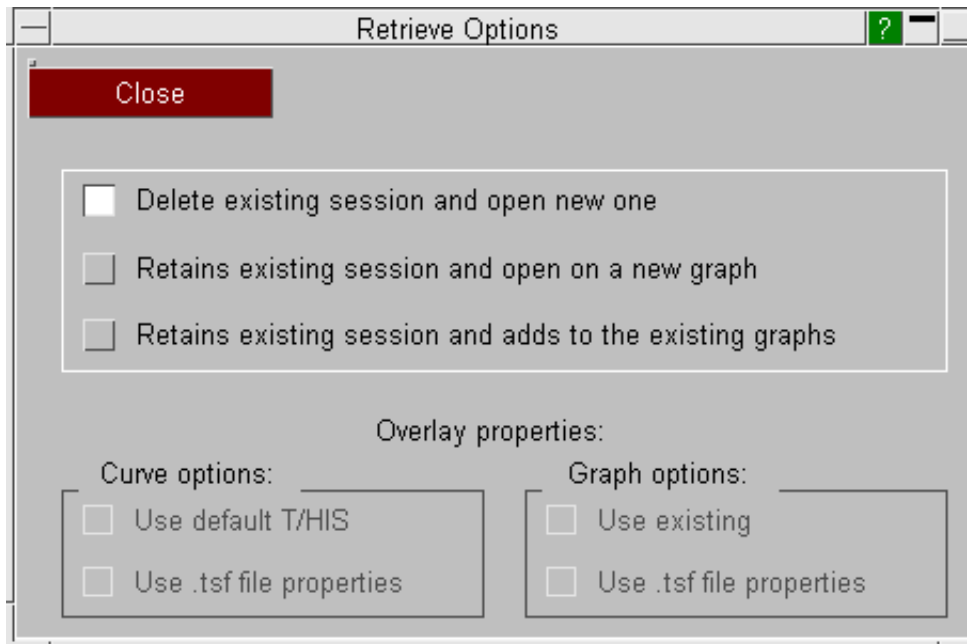 Retrieve Options
?
Close
Delete existing session and open new one
Retains existing session and open on a new graph
Retains existing session and adds to the existing graphs
Overlay properties:
Curve options:
Graph options:
Use default T/HIS
Use existing
Use .tsf file properties
Use .tsf file properties